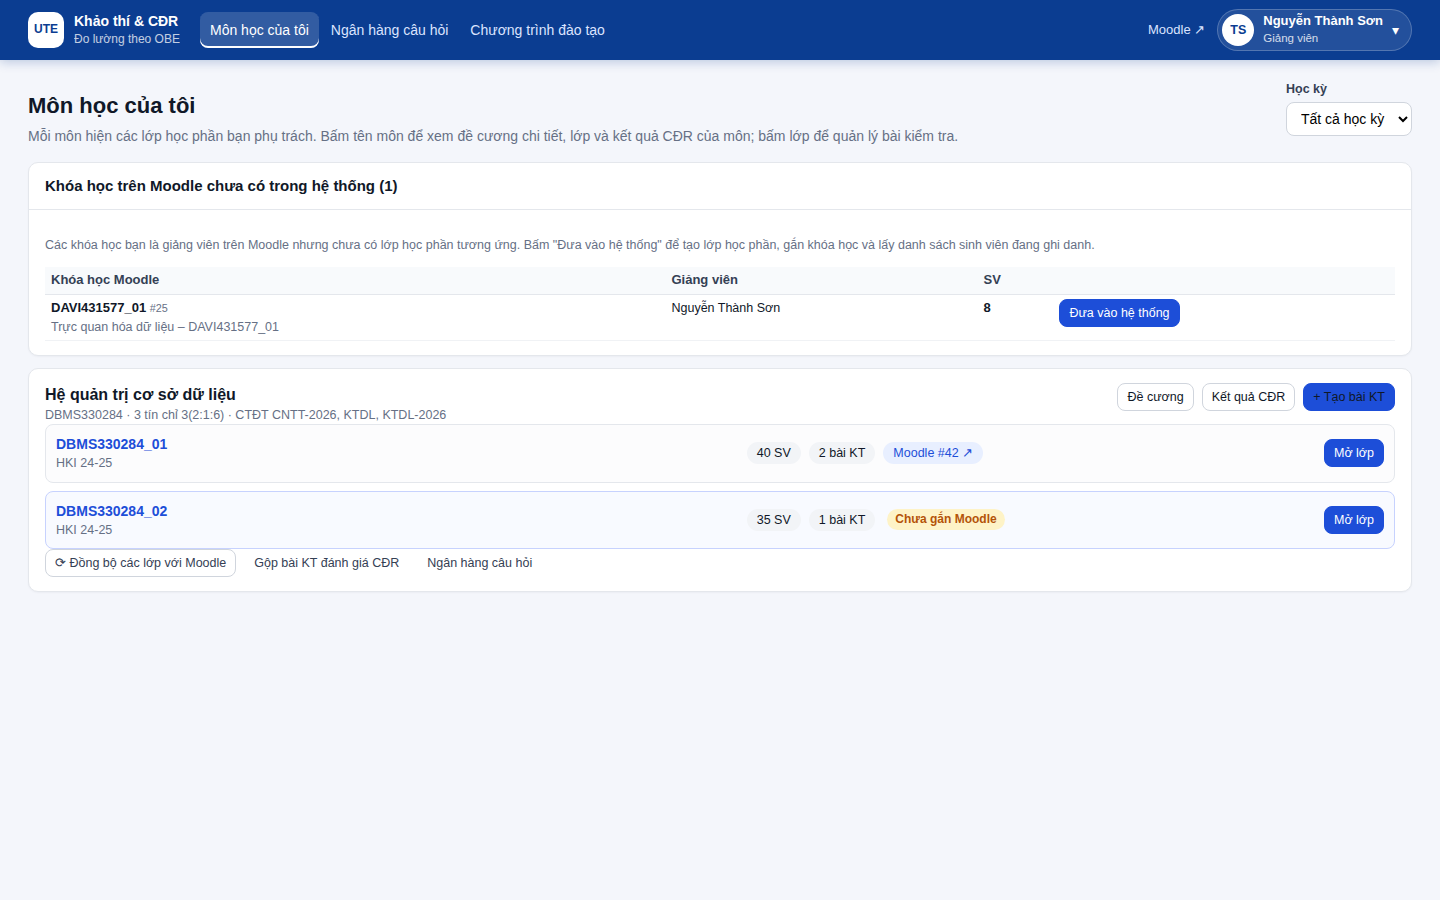 UTE
Khảo thí & CĐR
Đo lường theo OBE
Môn học của tôi
Ngân hàng câu hỏi
Chương trình đào tạo
Moodle ↗
TS
Nguyễn Thành Sơn
Giảng viên
▾
Môn học của tôi
Mỗi môn hiện các lớp học phần bạn phụ trách. Bấm tên môn để xem đề cương chi tiết, lớp và kết quả CĐR của môn; bấm lớp để quản lý bài kiểm tra.
Học kỳ
Tất cả học kỳ
Khóa học trên Moodle chưa có trong hệ thống (1)
Các khóa học bạn là giảng viên trên Moodle nhưng chưa có lớp học phần tương ứng. Bấm "Đưa vào hệ thống" để tạo lớp học phần, gắn khóa học và lấy danh sách sinh viên đang ghi danh.
Khóa học Moodle Giảng viên SV
DAVI431577_01 #25 Nguyễn Thành Sơn 8 Đưa vào hệ thống
Trực quan hóa dữ liệu – DAVI431577_01
Hệ quản trị cơ sở dữ liệu
DBMS330284 · 3 tín chỉ 3(2:1:6) · CTĐT CNTT-2026, KTDL, KTDL-2026
Đề cương
Kết quả CĐR
+ Tạo bài KT
DBMS330284_01
HKI 24-25
40 SV 2 bài KT Moodle #42 ↗ Mở lớp
DBMS330284_02
HKI 24-25
35 SV 1 bài KT Chưa gắn Moodle Mở lớp
⟳ Đồng bộ các lớp với Moodle Gộp bài KT đánh giá CĐR Ngân hàng câu hỏi